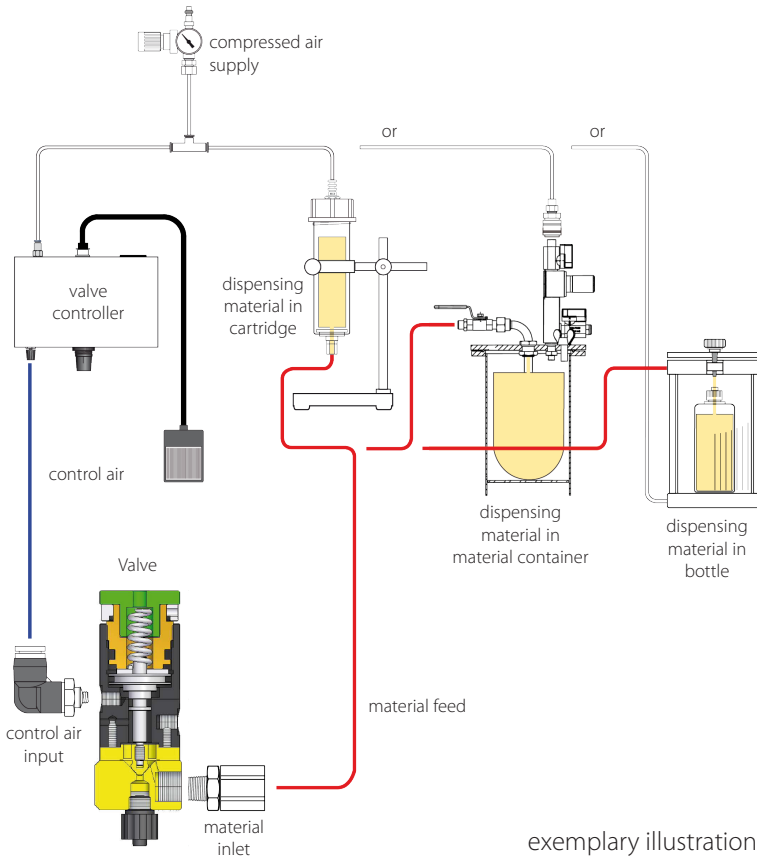 compressed air
supply
or
or
valve
controller
dispensing
material in
cartridge
control air
dispensing
material in
material container
dispensing
material in
bottle
Valve
material feed
control air
input
material
inlet
exemplary illustration